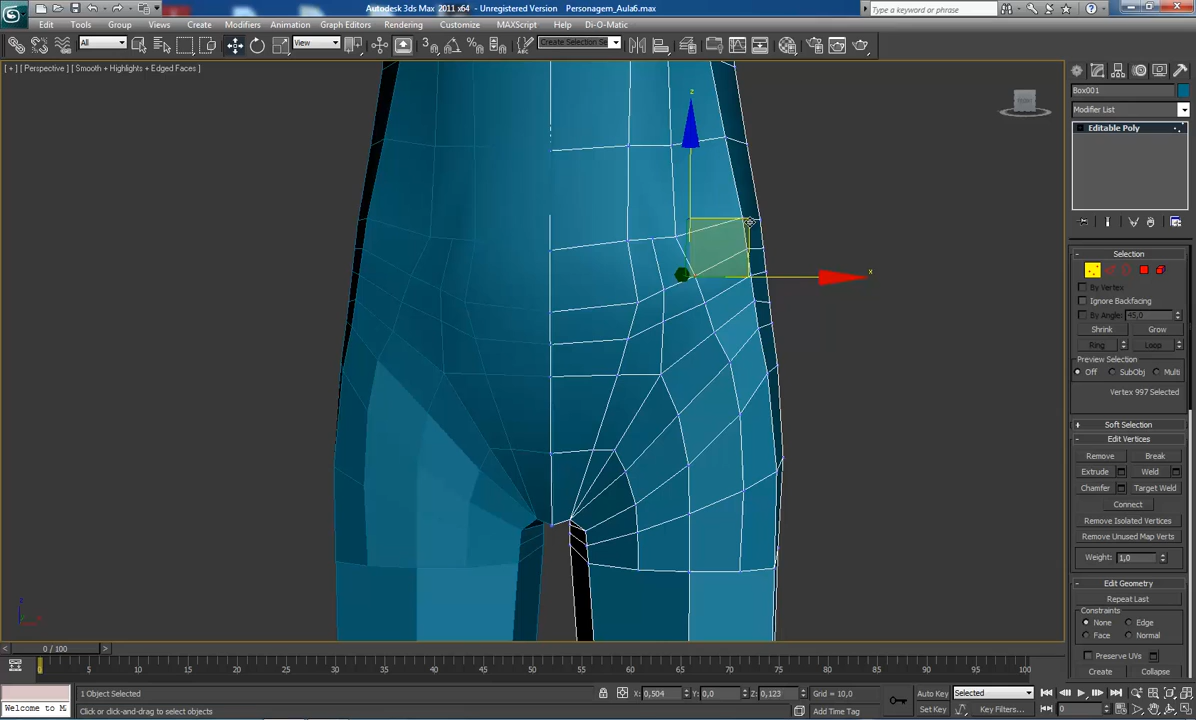 Autodesk 3ds Max 2011 x64 - Unregistered Version Personagem_Aula6.max
Type a keyword or phrase
Edit Tools Group Views Create Modifiers Animation Graph Editors Rendering Customize MAXScript Help Di-O-Matic
All View Create Selection Se
[ + ] [ Perspective ] [ Smooth + Highlights + Edged Faces ]
z
x
Box001
Modifier List
Editable Poly
- Selection
By Vertex
Ignore Backfacing
By Angle: 45,0
Shrink Grow
Ring Loop
Preview Selection
Off SubObj Multi
Vertex 997 Selected
+ Soft Selection
- Edit Vertices
Remove Break
Extrude Weld
Chamfer Target Weld
Connect
Remove Isolated Vertices
Remove Unused Map Verts
Weight: 1,0
- Edit Geometry
Repeat Last
Constraints
None Edge
Face Normal
Preserve UVs
Create Collapse
z
x
< 0 / 100 >
0 5 10 15 20 25 30 35 40 45 50 55 60 65 70 75 80 85 90 95 100
1 Object Selected X: 0,504 Y: 0,0 Z: 0,123 Grid = 10,0 Auto Key Selected
Welcome to M Click or click-and-drag to select objects Add Time Tag Set Key Key Filters... 0